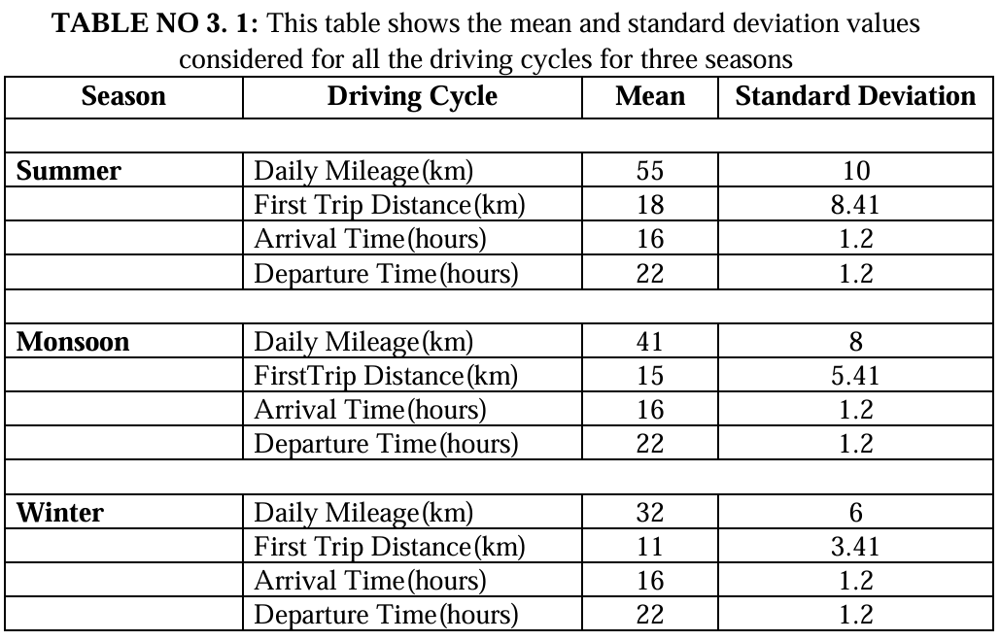 TABLE NO 3. 1: This table shows the mean and standard deviation values
considered for all the driving cycles for three seasons
Season Driving Cycle Mean Standard Deviation
Summer Daily Mileage(km) 55 10
First Trip Distance(km) 18 8.41
Arrival Time(hours) 16 1.2
Departure Time(hours) 22 1.2
Monsoon Daily Mileage(km) 41 8
FirstTrip Distance(km) 15 5.41
Arrival Time(hours) 16 1.2
Departure Time(hours) 22 1.2
Winter Daily Mileage(km) 32 6
First Trip Distance(km) 11 3.41
Arrival Time(hours) 16 1.2
Departure Time(hours) 22 1.2